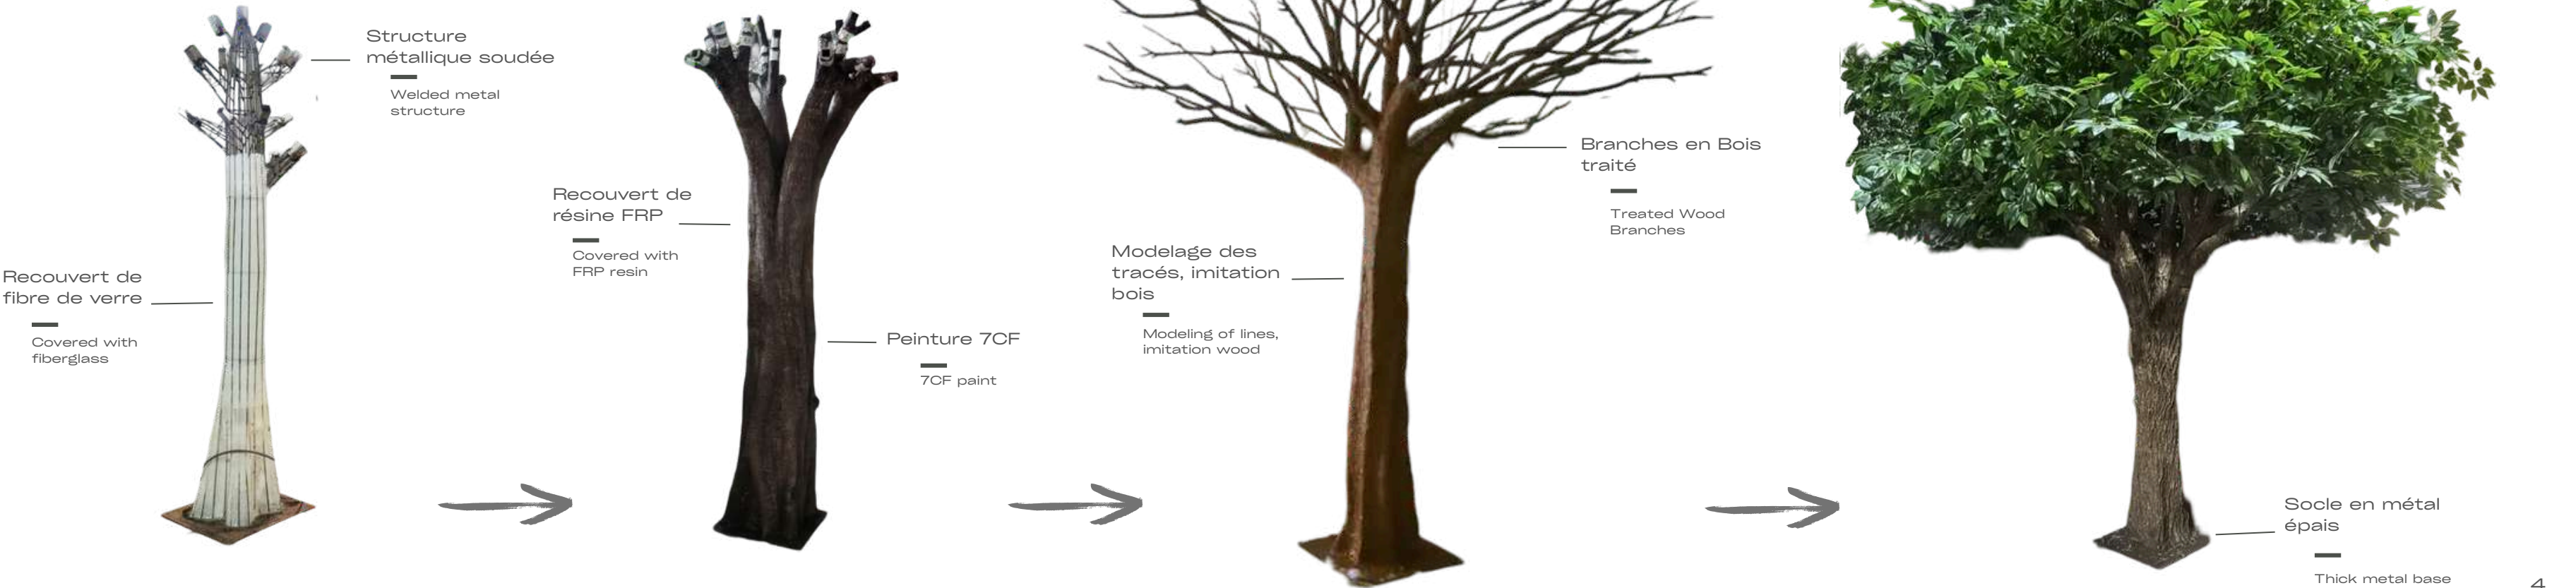 Structure
métallique soudée
Welded metal
structure
Recouvert de
fibre de verre
Covered with
fiberglass
Recouvert de
résine FRP
Covered with
FRP resin
Peinture 7CF
7CF paint
Modelage des
tracés, imitation
bois
Modeling of lines,
imitation wood
Branches en Bois
traité
Treated Wood
Branches
Socle en métal
épais
Thick metal base
4